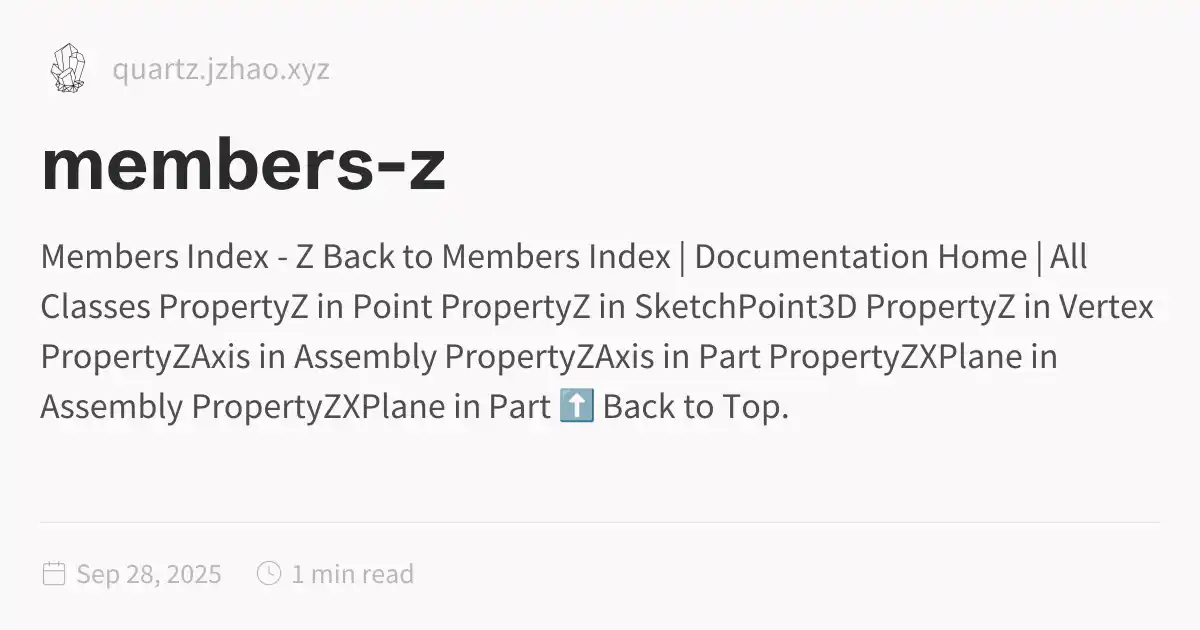 quartz.jzhao.xyz
members-z
Members Index - Z Back to Members Index | Documentation Home | All
Classes PropertyZ in Point PropertyZ in SketchPoint3D PropertyZ in Vertex
PropertyZAxis in Assembly PropertyZAxis in Part PropertyZXPlane in
Assembly PropertyZXPlane in Part ⬆️ Back to Top.
Sep 28, 2025 1 min read